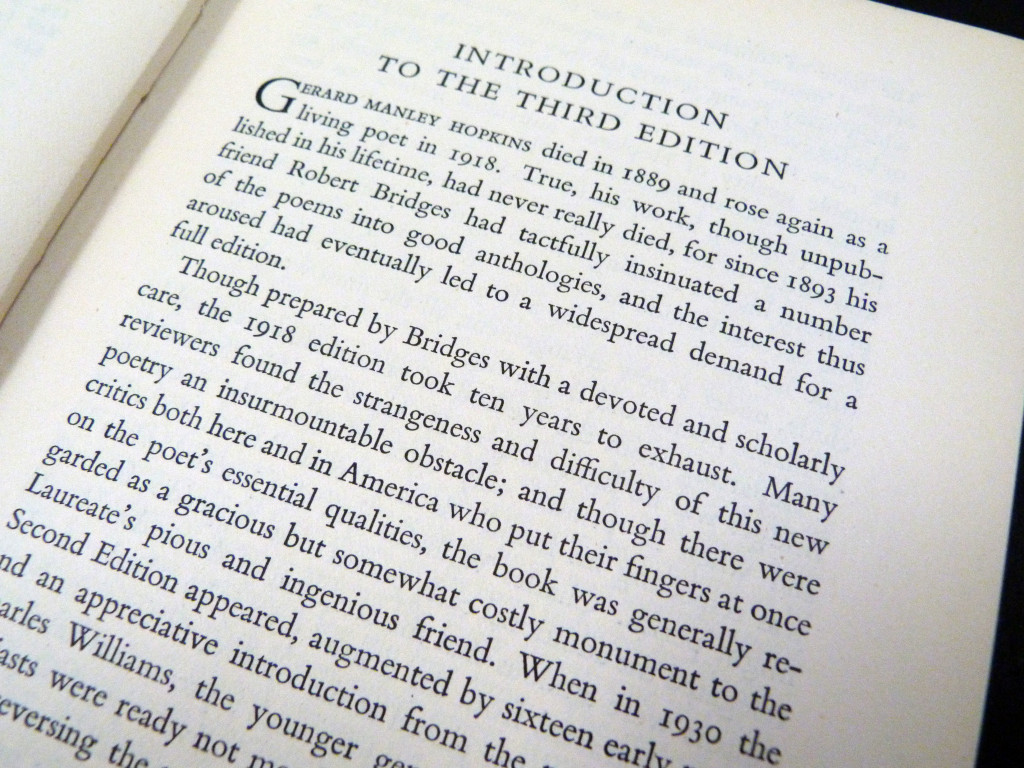 INTRODUCTION
TO THE THIRD EDITION
GERARD MANLEY HOPKINS died in 1889 and rose again as a
living poet in 1918. True, his work, though unpub-
lished in his lifetime, had never really died, for since 1893 his
friend Robert Bridges had tactfully insinuated a number
of the poems into good anthologies, and the interest thus
aroused had eventually led to a widespread demand for a
full edition.
Though prepared by Bridges with a devoted and scholarly
care, the 1918 edition took ten years to exhaust. Many
reviewers found the strangeness and difficulty of this new
poetry an insurmountable obstacle; and though there were
critics both here and in America who put their fingers at once
on the poet's essential qualities, the book was generally re-
garded as a gracious but somewhat costly monument to the
Laureate's pious and ingenious friend. When in 1930 the
Second Edition appeared, augmented by sixteen early
nd an appreciative introduction from the
arles Williams, the younger gen
asts were ready not mo
eversing the